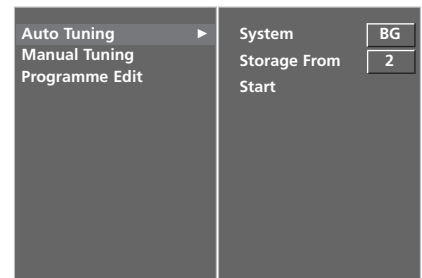 Auto Tuning ►
Manual Tuning
Programme Edit
System BG
Storage From 2
Start